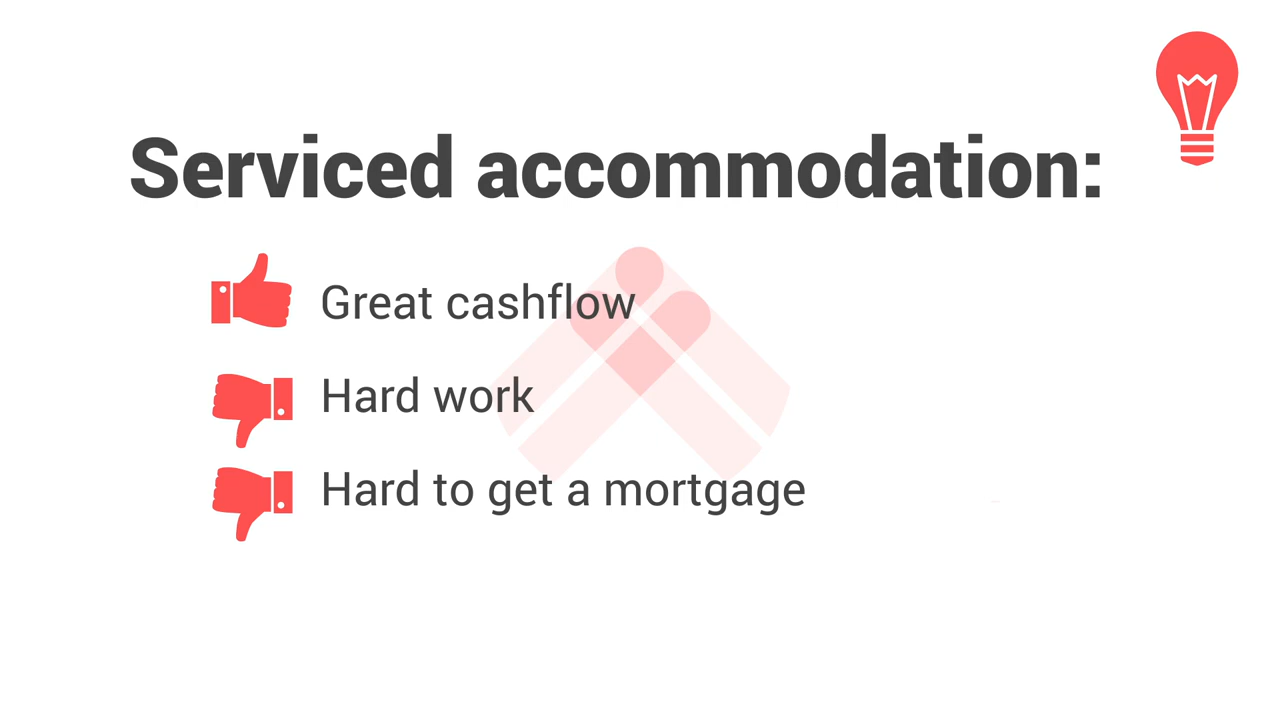 Serviced accommodation:
Great cashflow
Hard work
Hard to get a mortgage